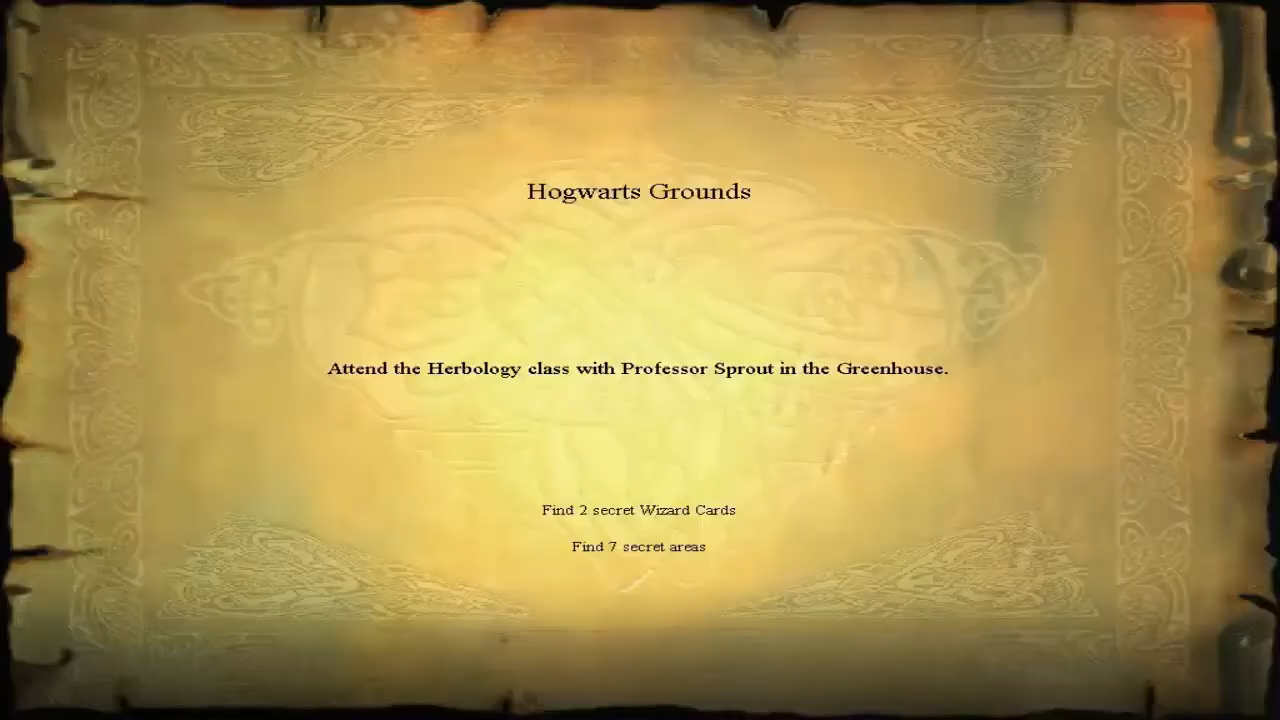 Hogwarts Grounds
Attend the Herbology class with Professor Sprout in the Greenhouse.
Find 2 secret Wizard Cards
Find 7 secret areas